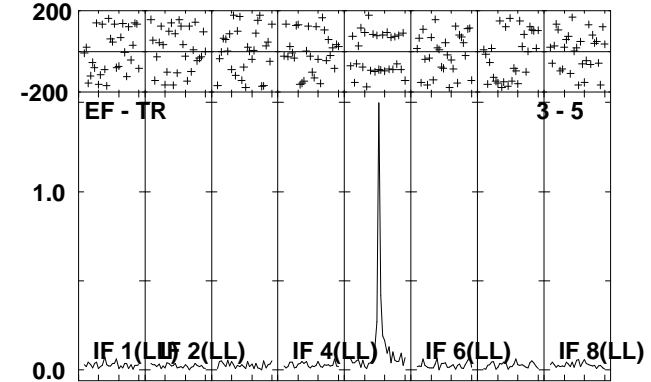 200
-200
EF - TR 3 - 5
1.0
IF 1(LL) IF 2(LL) IF 4(LL) IF 6(LL) IF 8(LL)
0.0